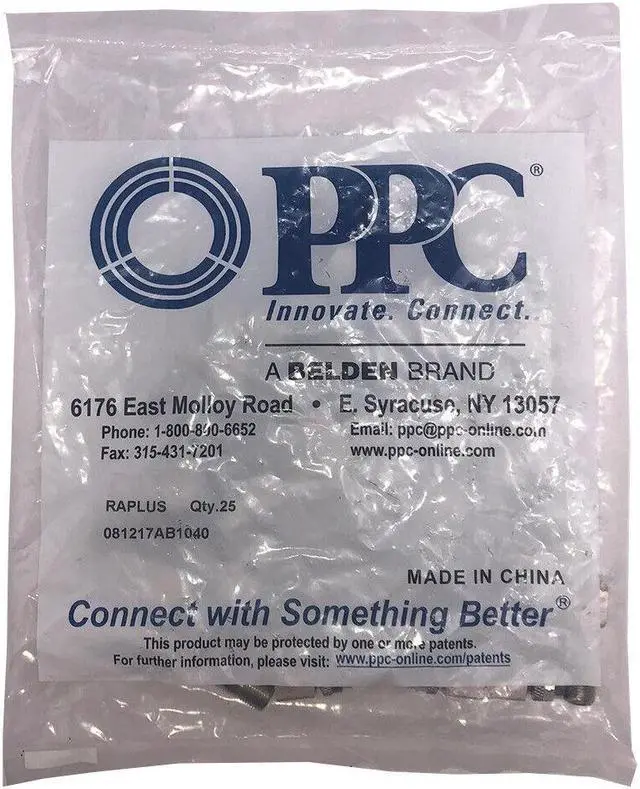 PPC®
Innovate. Connect.
A BELDEN BRAND
6176 East Molloy Road • E. Syracuse, NY 13057
Phone: 1-800-800-6652 Email: ppc@ppc-online.com
Fax: 315-431-7201 www.ppc-online.com
RAPLUS Qty.25
081217AB1040
MADE IN CHINA
Connect with Something Better®
This product may be protected by one or more patents.
For further information, please visit: www.ppc-online.com/patents